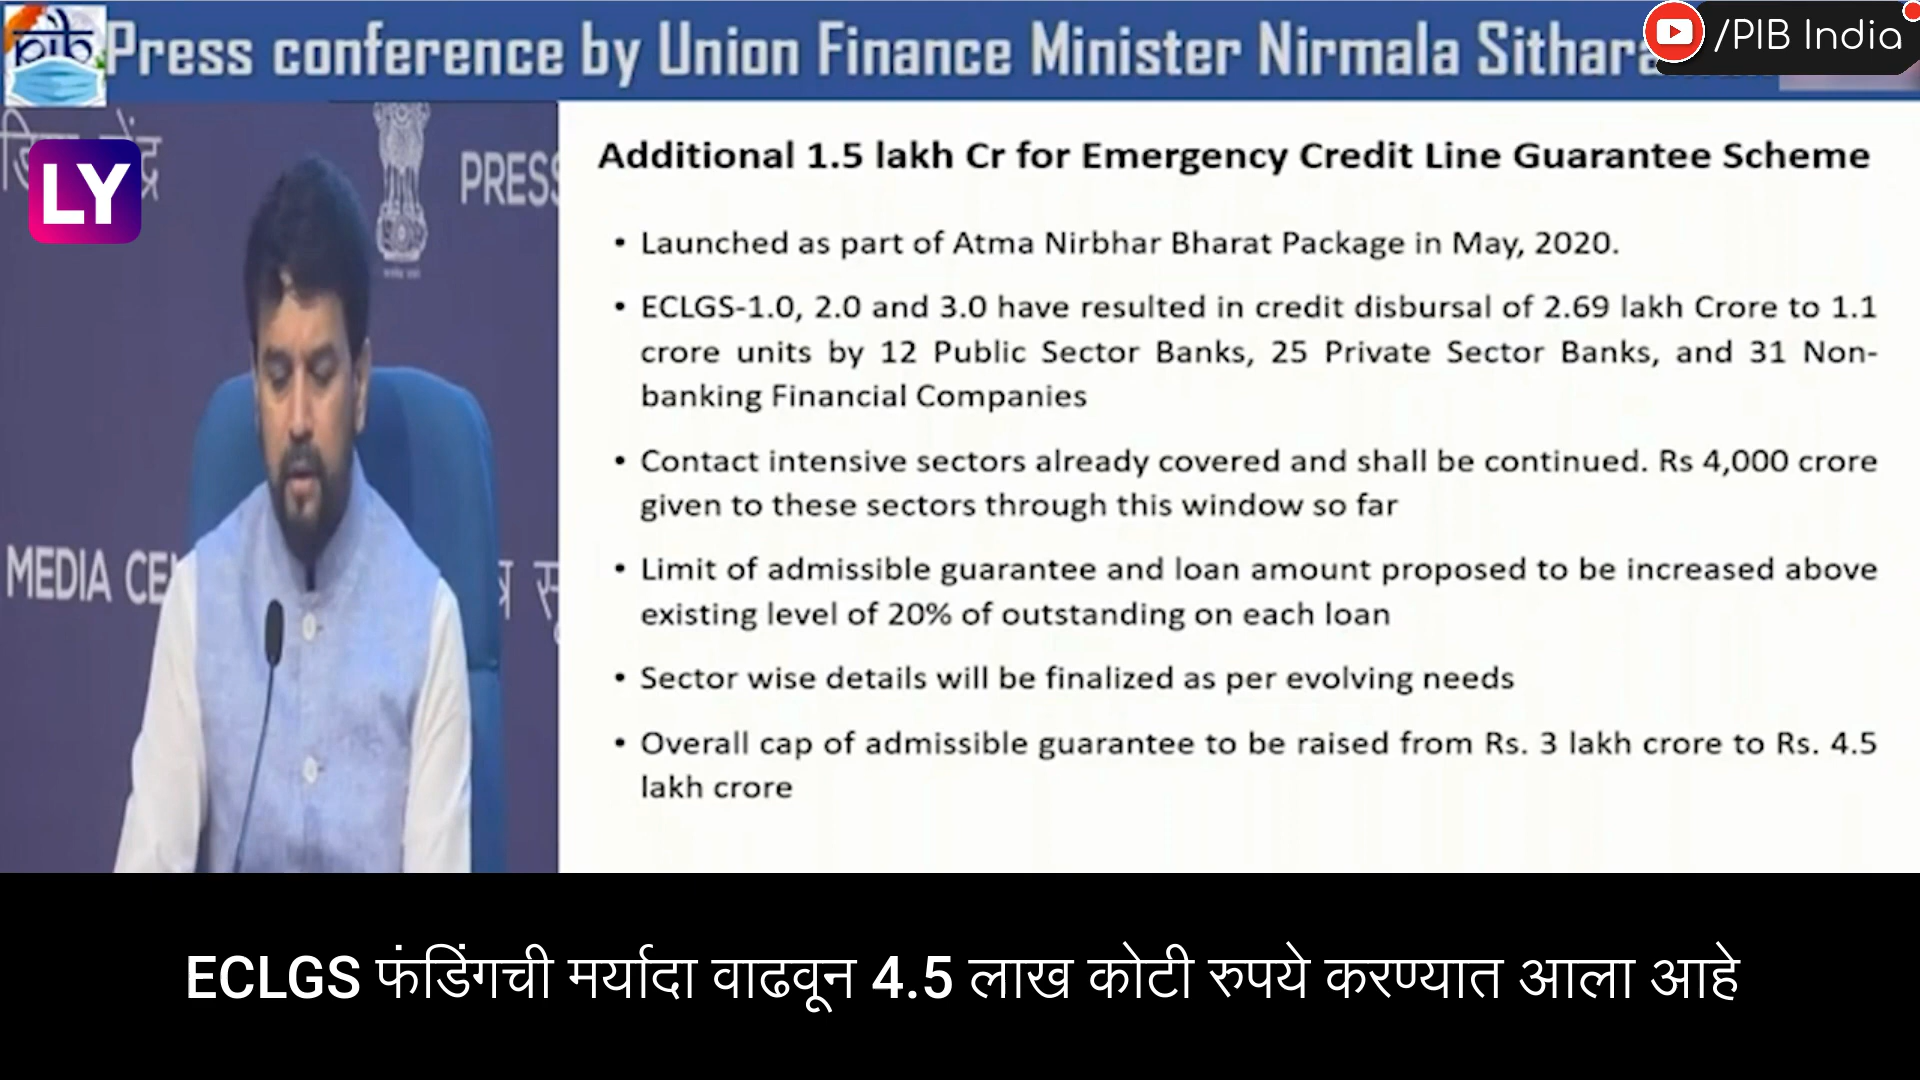 pib
Press conference by Union Finance Minister Nirmala Sithara
/PIB India
LY
PRESS
MEDIA CE
Additional 1.5 lakh Cr for Emergency Credit Line Guarantee Scheme
• Launched as part of Atma Nirbhar Bharat Package in May, 2020.
• ECLGS-1.0, 2.0 and 3.0 have resulted in credit disbursal of 2.69 lakh Crore to 1.1
crore units by 12 Public Sector Banks, 25 Private Sector Banks, and 31 Non-
banking Financial Companies
• Contact intensive sectors already covered and shall be continued. Rs 4,000 crore
given to these sectors through this window so far
• Limit of admissible guarantee and loan amount proposed to be increased above
existing level of 20% of outstanding on each loan
• Sector wise details will be finalized as per evolving needs
• Overall cap of admissible guarantee to be raised from Rs. 3 lakh crore to Rs. 4.5
lakh crore
ECLGS फंडिंगची मर्यादा वाढवून 4.5 लाख कोटी रुपये करण्यात आला आहे